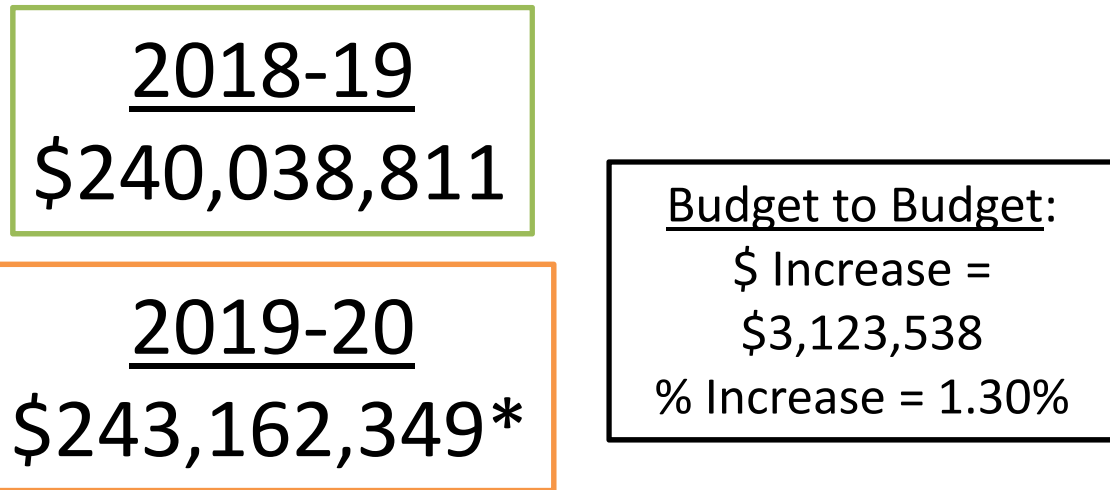 2018-19
$240,038,811
2019-20
$243,162,349*
Budget to Budget:
$ Increase =
$3,123,538
% Increase = 1.30%